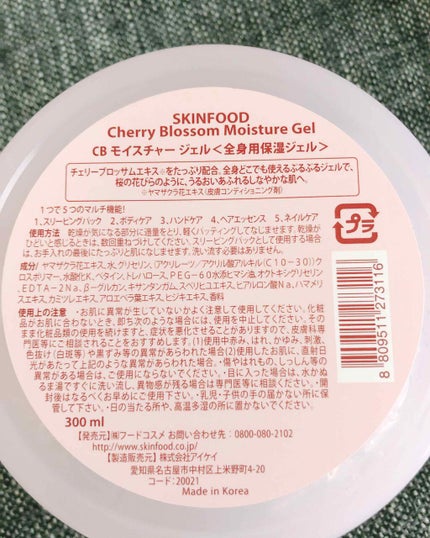 SKINFOOD
Cherry Blossom Moisture Gel
CB モイスチャー ジェル＜全身用保湿ジェル＞
チェリーブロッサムエキス※をたっぷり配合。全身どこでも使えるぷるぷるジェルで、
桜の花びらのように、うるおいあふれるしなやかな肌へ。
※ヤマザクラ花エキス(皮膚コンディショニング剤)
1つで5つのマルチ機能!
1.スリーピングパック 2.ボディケア 3.ハンドケア 4.ヘアエッセンス 5.ネイルケア
使用方法 乾燥が気になる部分に適量をとり、軽くパッティングしてなじませます。乾燥が
ひどいと感じるときは、数回重ねづけしてください。スリーピングパックとして使用する場合
は、お手入れの最後にたっぷりと肌になじませます。洗い流す必要はありません。
成分/ ヤマザクラ花エキス、水、グリセリン、(アクリレーツ/アクリル酸アルキル(C10-30))ク
ロスポリマー、水酸化K、ベタイン、トレハロース、PEG-60水添ヒマシ油、オクトキシグリセリン
、EDTA-2Na、β-グルカン、キサンタンガム、スベリヒユエキス、ヒアルロン酸Na、ハマメリ
スエキス、カミツレエキス、アロエベラ葉エキス、ヒジキエキス、香料
使用上の注意 ・お肌に異常が生じていないかよく注意して使用してください。化粧
品がお肌に合わないとき、即ち次のような場合には、使用を中止してください。その
まま化粧品類の使用を続けますと、症状を悪化させることがありますので、皮膚科専
門医等にご相談されることをおすすめします。(1)使用中赤み、はれ、かゆみ、刺激、
色抜け(白斑等)や黒ずみ等の異常があらわれた場合(2)使用したお肌に、直射日
光があたって上記のような異常があらわれた場合、・傷やはれもの、しっしん等の
異常がある場合は、ご使用にならないでください。・目に入った場合は、水かぬ
るま湯ですぐに洗い流し、異物感が残る場合は専門医等に相談ください。・開
封後はなるべくお早めにご使用下さい。・乳児・子供の手の届かない所に保
管して下さい。・日の当たる所や、高温多湿の所に置かないでください。
300 ml
【発売元】㈱フードコスメ お問い合わせ先：0800-080-2102
http://www.skinfood.co.jp/
【製造販売元】株式会社アイケイ
愛知県名古屋市中村区上米野町4-20
コード：20021
Made in Korea
プラ
8 809511 273116